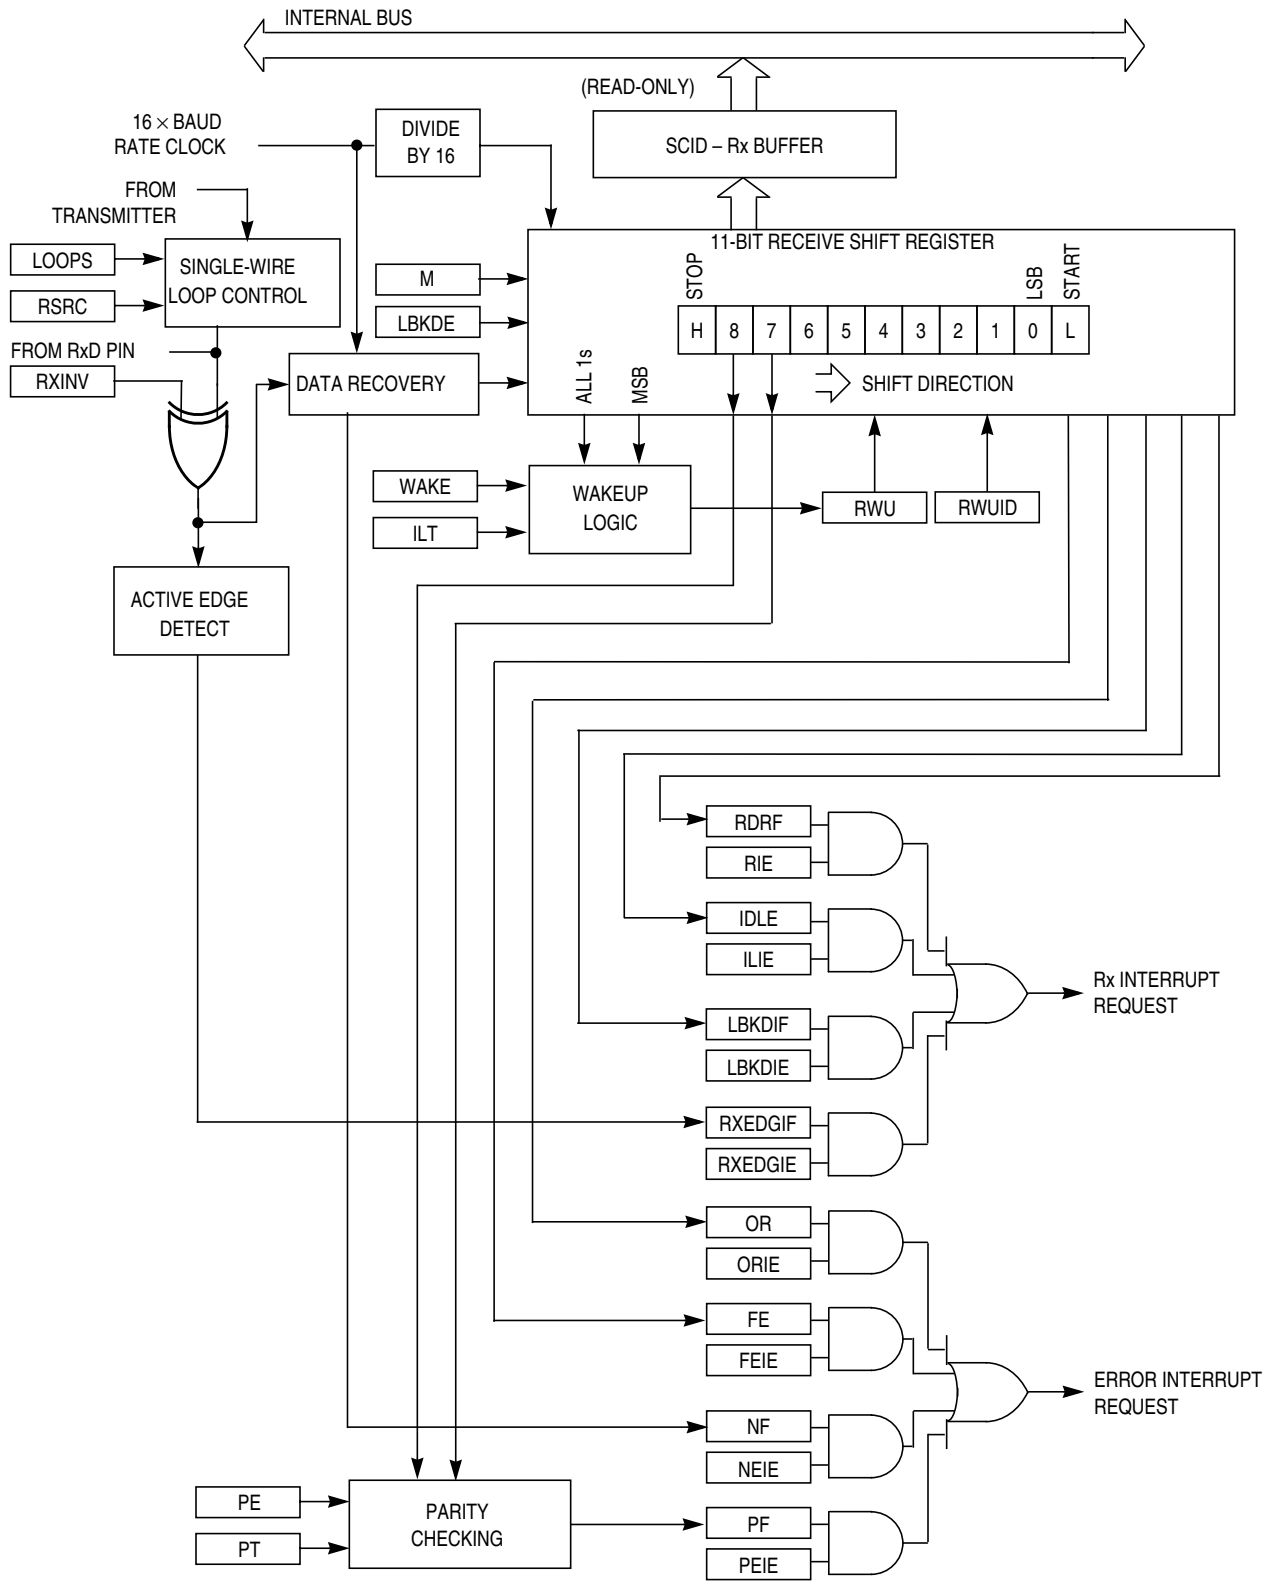 INTERNAL BUS
(READ-ONLY)
16 × BAUD
RATE CLOCK
DIVIDE
BY 16
SCID – Rx BUFFER
FROM
TRANSMITTER
11-BIT RECEIVE SHIFT REGISTER
LOOPS
RSRC
SINGLE-WIRE
LOOP CONTROL
M
LBKDE
STOP
LSB
START
H 8 7 6 5 4 3 2 1 0 L
FROM RxD PIN
RXINV
DATA RECOVERY
ALL 1s
MSB
SHIFT DIRECTION
WAKE
ILT
WAKEUP
LOGIC
RWU
RWUID
ACTIVE EDGE
DETECT
RDRF
RIE
IDLE
ILIE
Rx INTERRUPT
REQUEST
LBKDIF
LBKDIE
RXEDGIF
RXEDGIE
OR
ORIE
FE
FEIE
ERROR INTERRUPT
REQUEST
NF
NEIE
PE
PT
PARITY
CHECKING
PF
PEIE